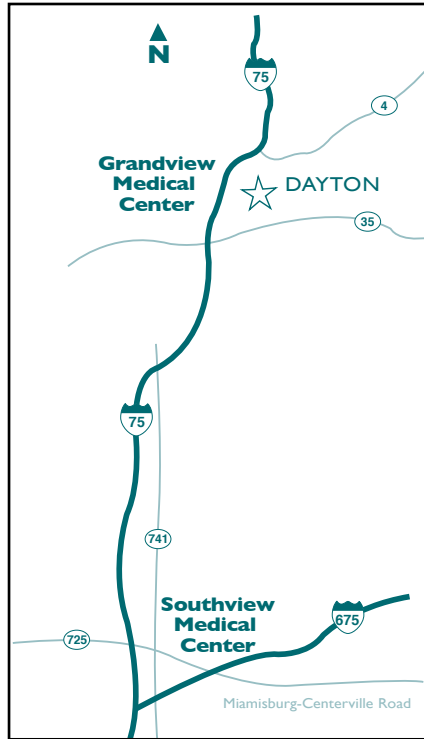 N
75
4
Grandview
Medical
Center
DAYTON
35
75
741
Southview
Medical
Center
675
725
Miamisburg-Centerville Road